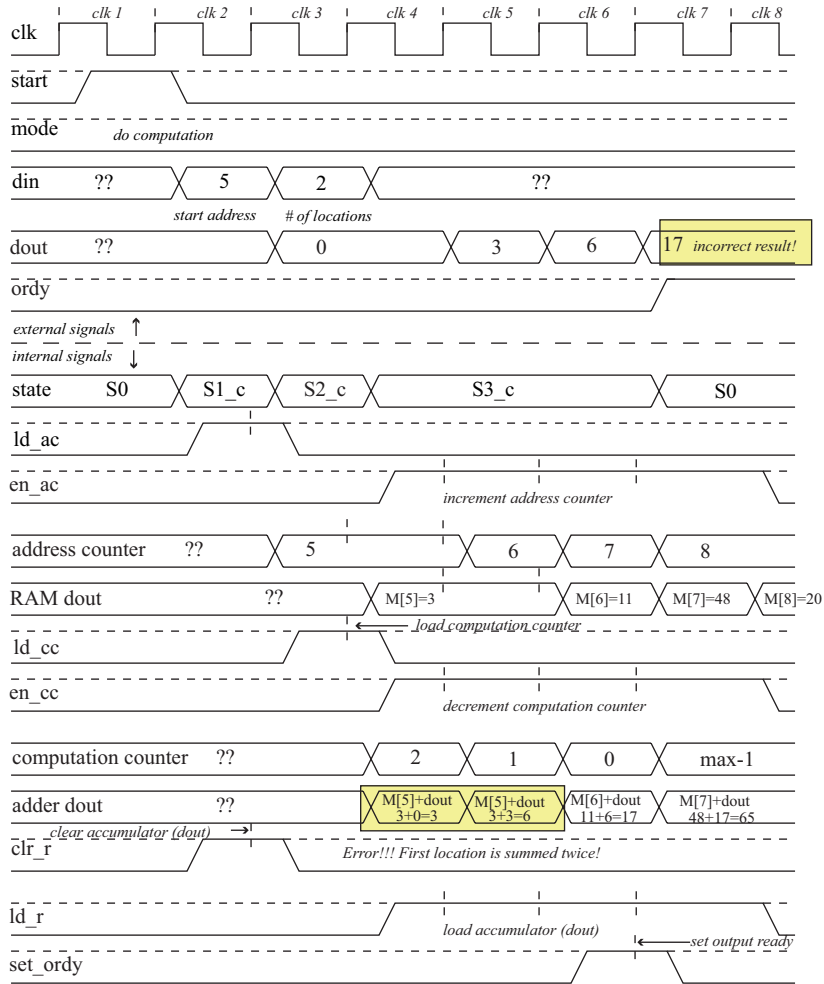 clk 1 clk 2 clk 3 clk 4 clk 5 clk 6 clk 7 clk 8
clk
start
mode do computation
din ?? 5 2 ??
start address # of locations
dout ?? 0 3 6 17 incorrect result!
ordy
external signals ↑
internal signals ↓
state S0 S1_c S2_c S3_c S0
ld_ac
en_ac
increment address counter
address counter ?? 5 6 7 8
RAM dout ?? M[5]=3 M[6]=11 M[7]=48 M[8]=20
load computation counter
ld_cc
en_cc
decrement computation counter
computation counter ?? 2 1 0 max-1
adder dout ?? M[5]+dout M[5]+dout M[6]+dout M[7]+dout
3+0=3 3+3=6 11+6=17 48+17=65
clear accumulator (dout) →
clr_r Error!!! First location is summed twice!
ld_r
load accumulator (dout)
set output ready
set_ordy